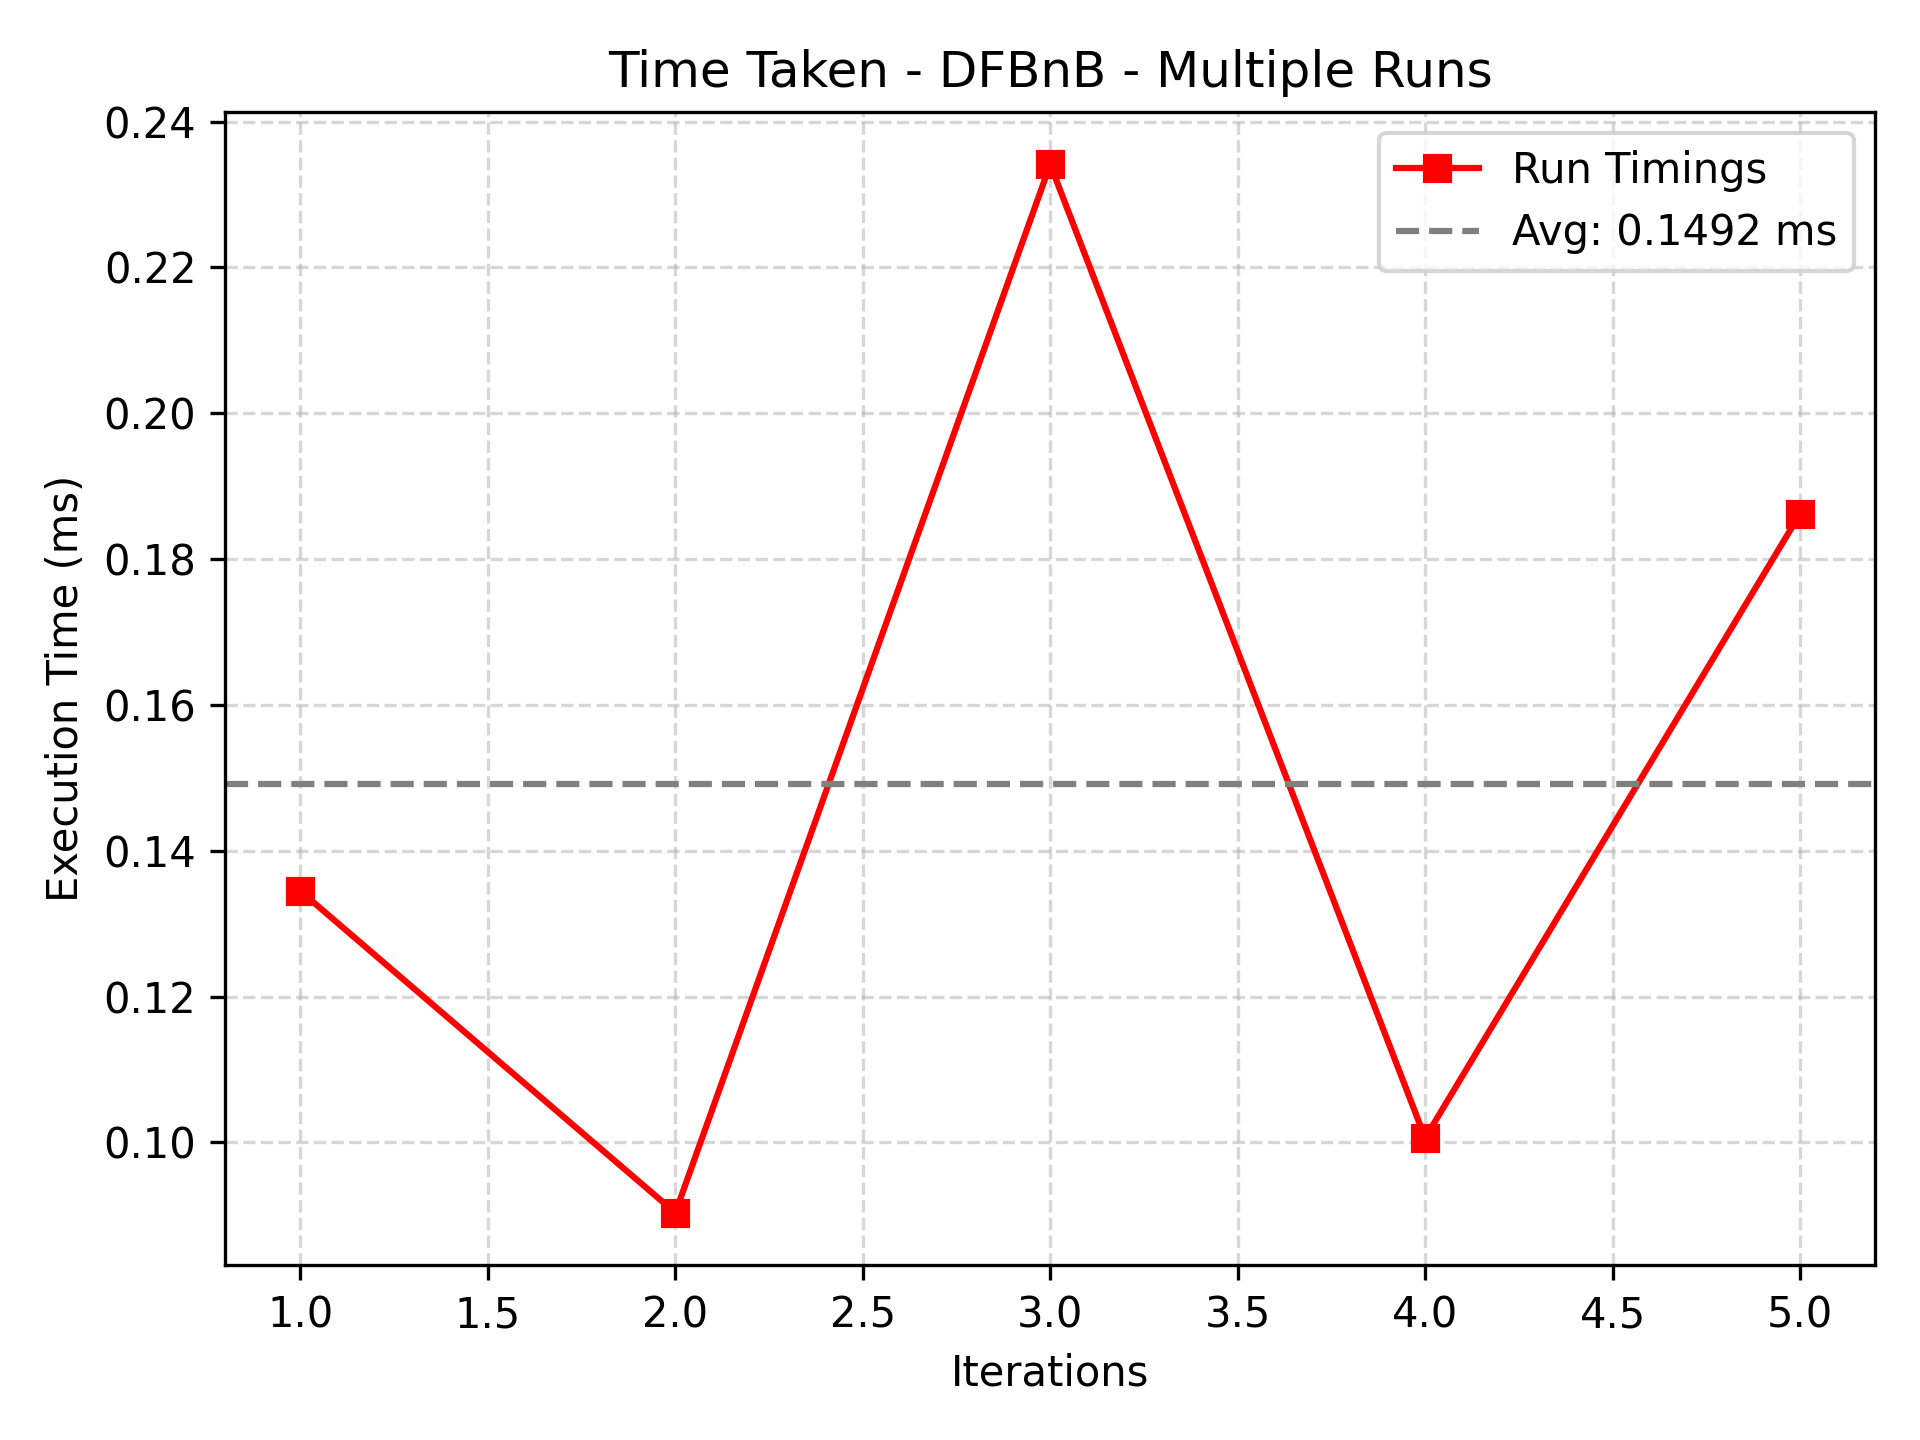 Time Taken - DFBnB - Multiple Runs
Run Timings
Avg: 0.1492 ms
Execution Time (ms)
0.24
0.22
0.20
0.18
0.16
0.14
0.12
0.10
1.0 1.5 2.0 2.5 3.0 3.5 4.0 4.5 5.0
Iterations